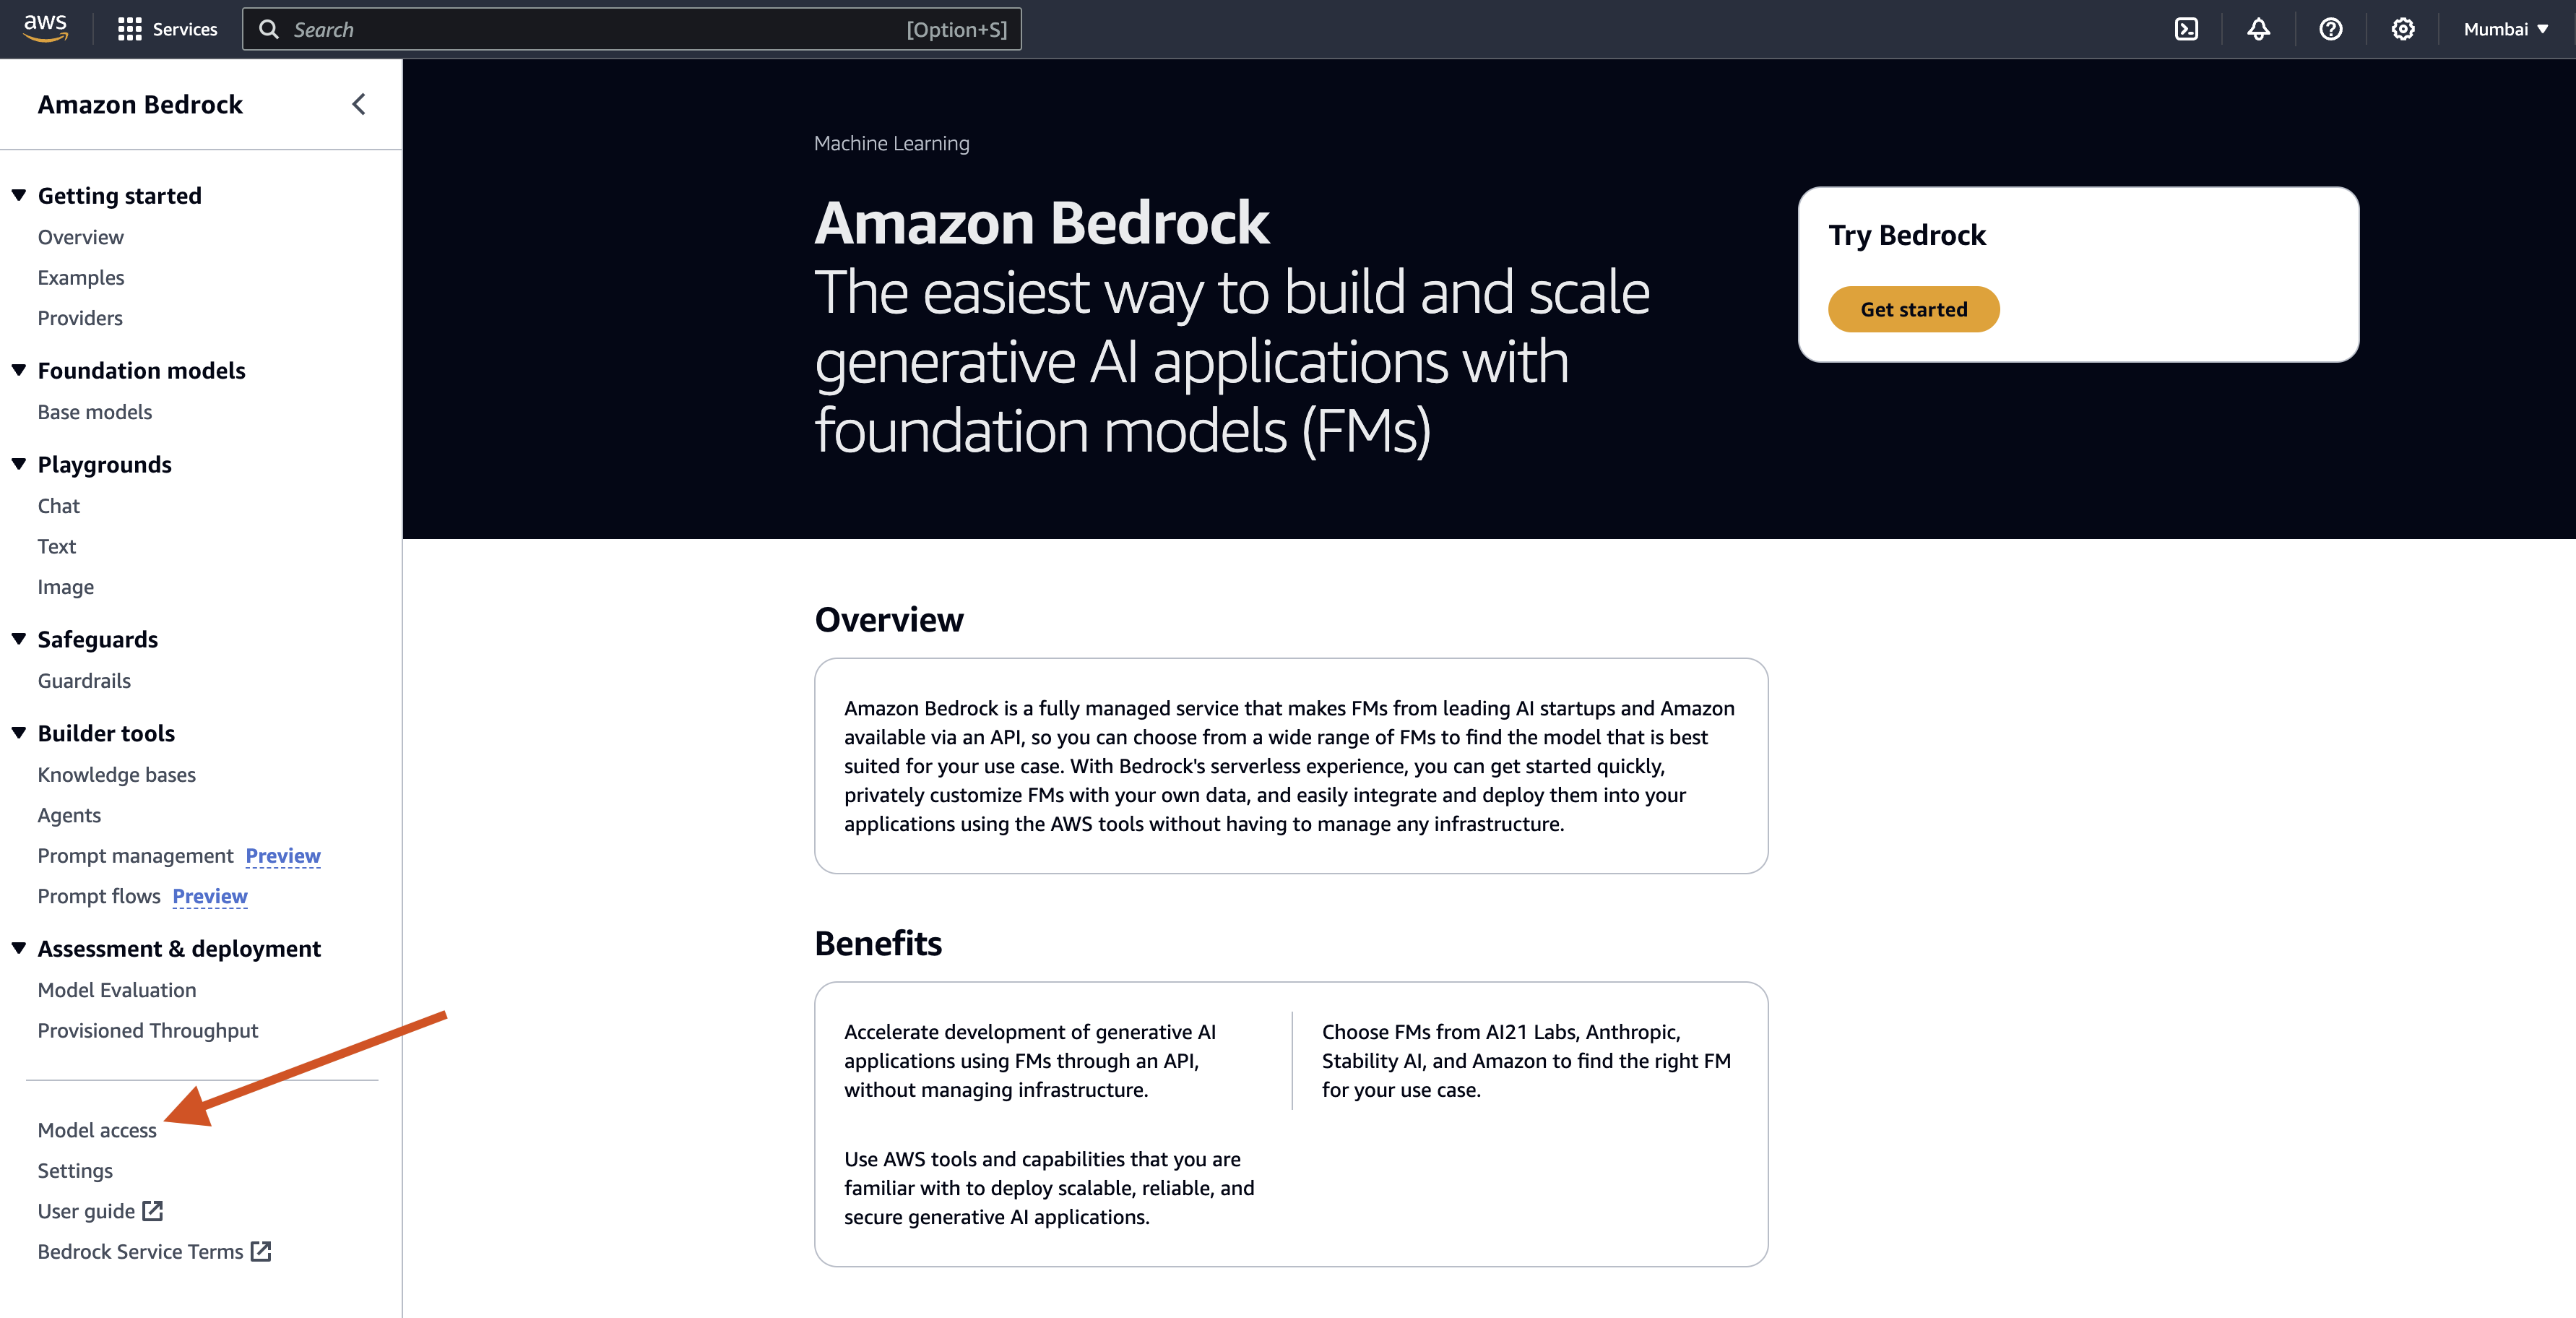 aws
Services
Search
[Option+S]
Mumbai
Amazon Bedrock
Getting started
Overview
Examples
Providers
Foundation models
Base models
Playgrounds
Chat
Text
Image
Safeguards
Guardrails
Builder tools
Knowledge bases
Agents
Prompt management Preview
Prompt flows Preview
Assessment & deployment
Model Evaluation
Provisioned Throughput
Model access
Settings
User guide
Bedrock Service Terms
Machine Learning
Amazon Bedrock
The easiest way to build and scale
generative AI applications with
foundation models (FMs)
Try Bedrock
Get started
Overview
Amazon Bedrock is a fully managed service that makes FMs from leading AI startups and Amazon
available via an API, so you can choose from a wide range of FMs to find the model that is best
suited for your use case. With Bedrock's serverless experience, you can get started quickly,
privately customize FMs with your own data, and easily integrate and deploy them into your
applications using the AWS tools without having to manage any infrastructure.
Benefits
Accelerate development of generative AI
applications using FMs through an API,
without managing infrastructure.
Choose FMs from AI21 Labs, Anthropic,
Stability AI, and Amazon to find the right FM
for your use case.
Use AWS tools and capabilities that you are
familiar with to deploy scalable, reliable, and
secure generative AI applications.